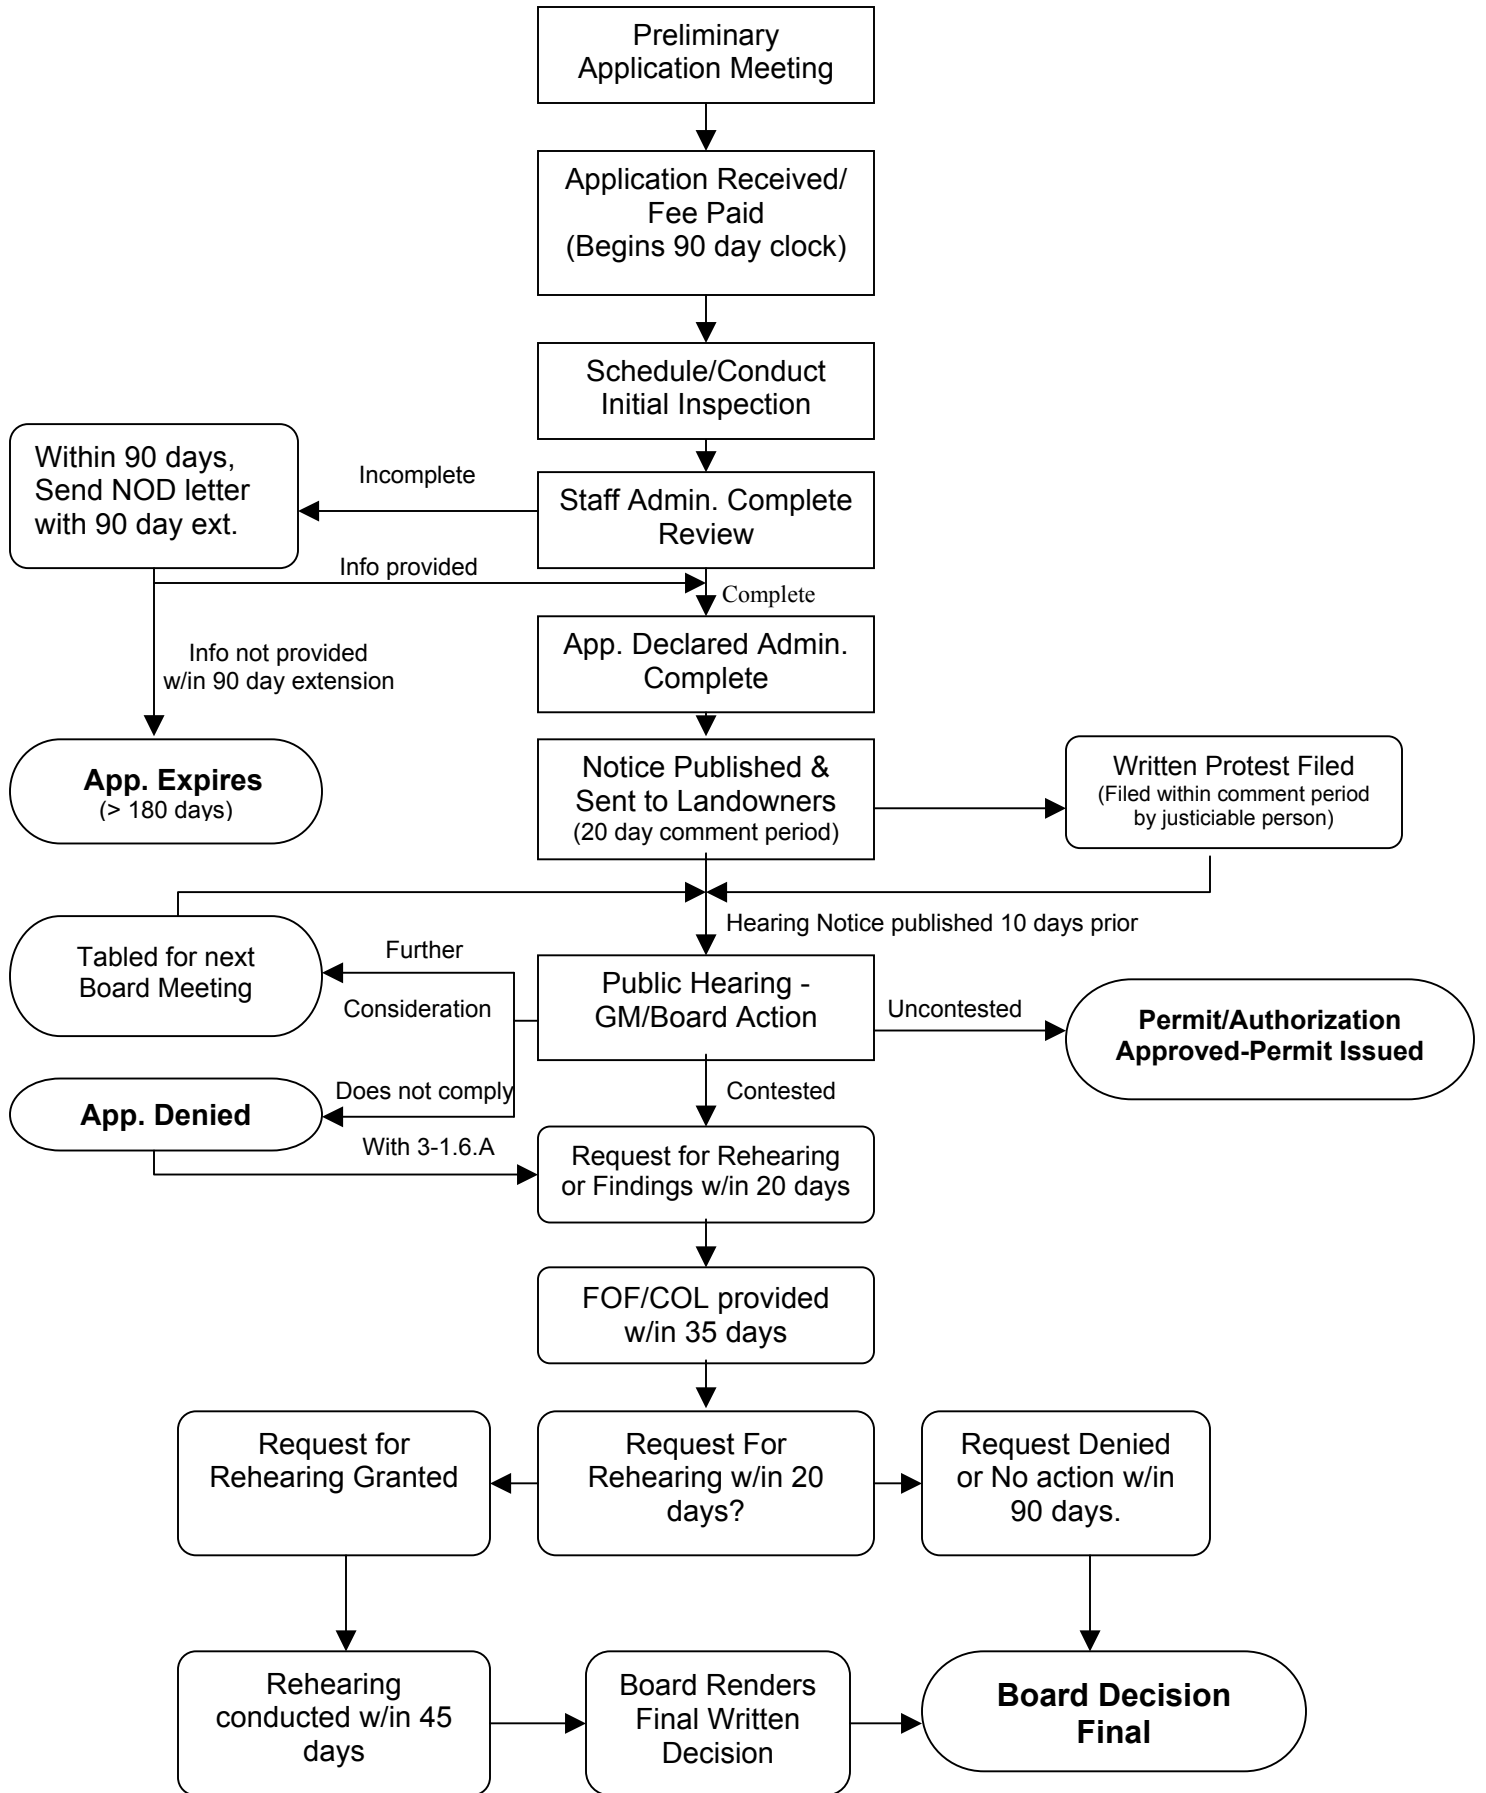 Preliminary
Application Meeting
Application Received/
Fee Paid
(Begins 90 day clock)
Schedule/Conduct
Initial Inspection
Within 90 days,
Send NOD letter
with 90 day ext.
Incomplete
Staff Admin. Complete
Review
Info provided
Complete
Info not provided
w/in 90 day extension
App. Declared Admin.
Complete
App. Expires
(> 180 days)
Notice Published &
Sent to Landowners
(20 day comment period)
Written Protest Filed
(Filed within comment period
by justiciable person)
Hearing Notice published 10 days prior
Tabled for next
Board Meeting
Further
Consideration
Public Hearing -
GM/Board Action
Uncontested
Permit/Authorization
Approved-Permit Issued
App. Denied
Does not comply
With 3-1.6.A
Contested
Request for Rehearing
or Findings w/in 20 days
FOF/COL provided
w/in 35 days
Request for
Rehearing Granted
Request For
Rehearing w/in 20
days?
Request Denied
or No action w/in
90 days.
Rehearing
conducted w/in 45
days
Board Renders
Final Written
Decision
Board Decision
Final